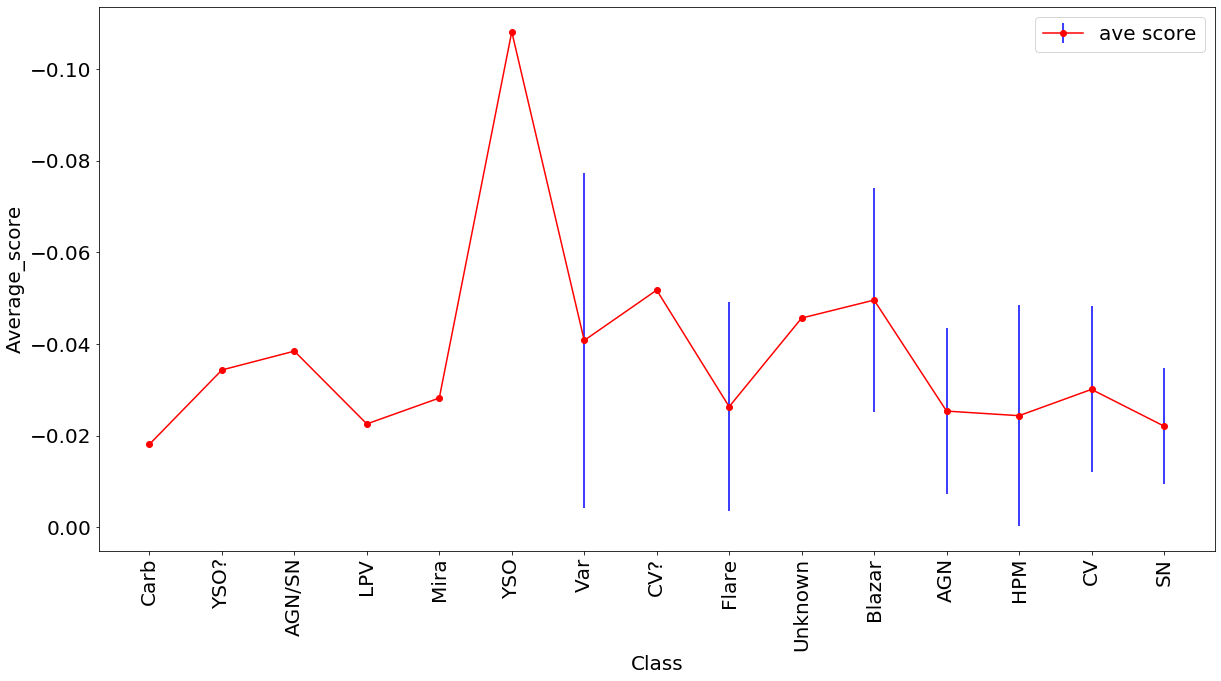 ave score
−0.10
−0.08
−0.06
−0.04
−0.02
0.00
Average_score
Carb
YSO?
AGN/SN
LPV
Mira
YSO
Var
CV?
Flare
Unknown
Blazar
AGN
HPM
CV
SN
Class